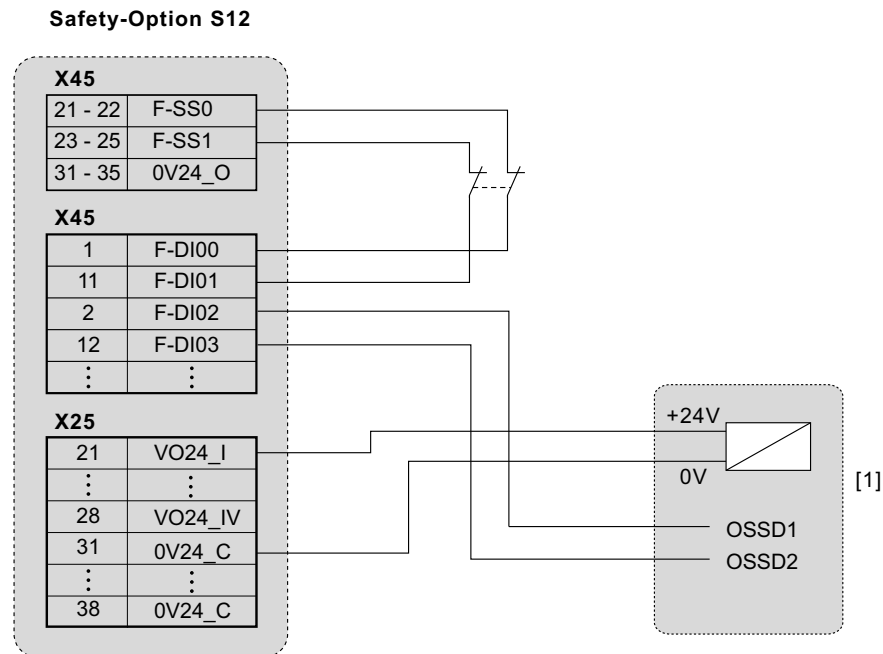 Safety-Option S12
X45
21 - 22 F-SS0
23 - 25 F-SS1
31 - 35 0V24_O
X45
1 F-DI00
11 F-DI01
2 F-DI02
12 F-DI03
⋮ ⋮
X25
21 VO24_I
⋮ ⋮
28 VO24_IV
31 0V24_C
⋮ ⋮
38 0V24_C
+24V
0V
[1]
OSSD1
OSSD2